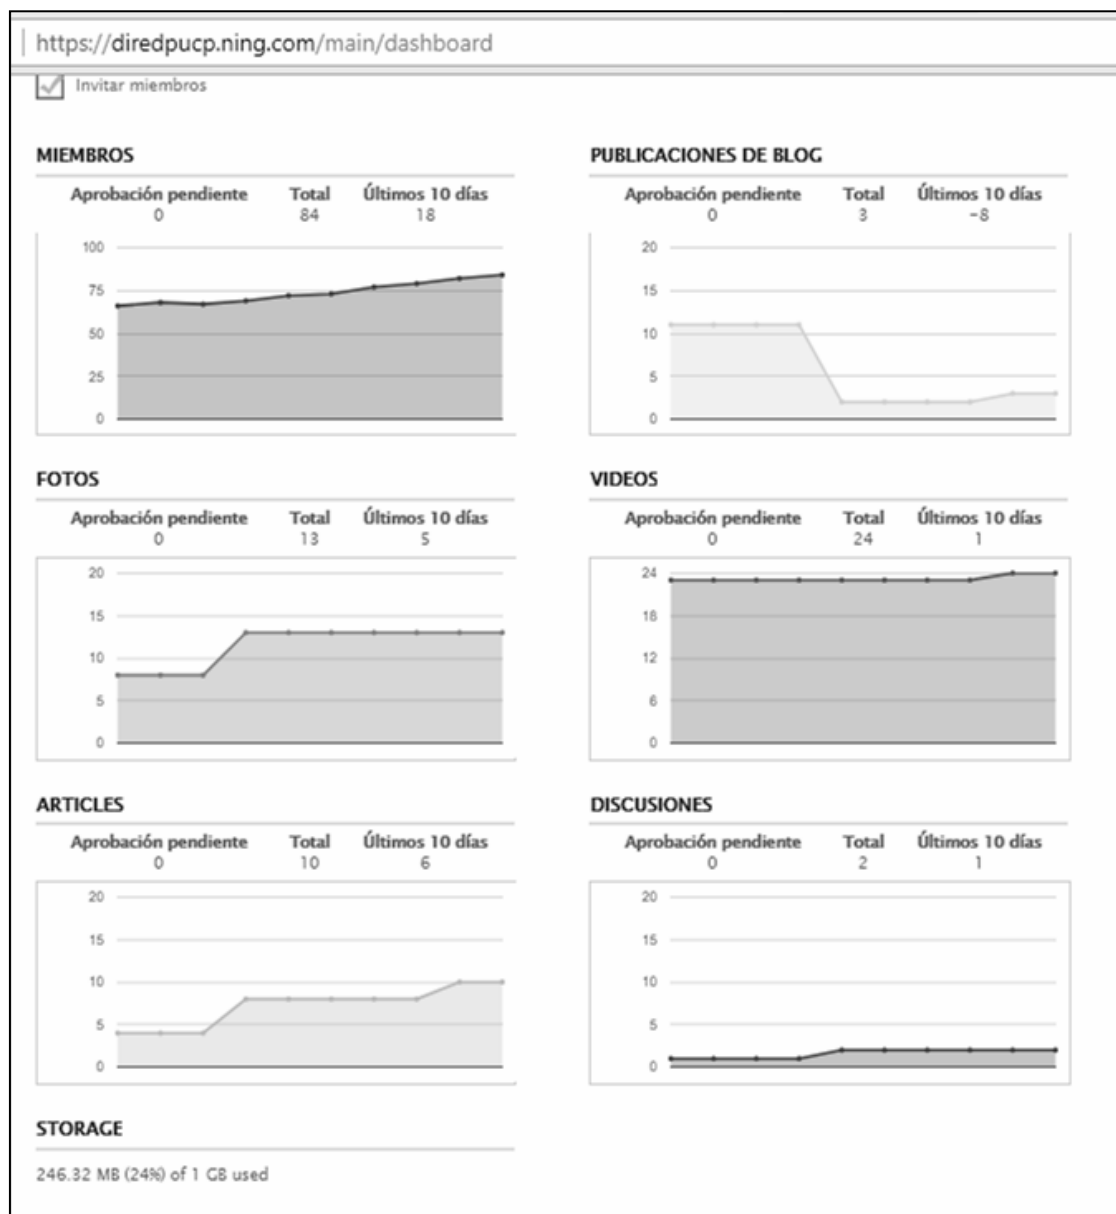 https://diredpucp.ning.com/main/dashboard
Invitar miembros
MIEMBROS
Aprobación pendiente Total Últimos 10 días
0 84 18
100
75
50
25
0
PUBLICACIONES DE BLOG
Aprobación pendiente Total Últimos 10 días
0 3 -8
20
15
10
5
0
FOTOS
Aprobación pendiente Total Últimos 10 días
0 13 5
20
15
10
5
0
VIDEOS
Aprobación pendiente Total Últimos 10 días
0 24 1
24
18
12
6
0
ARTICLES
Aprobación pendiente Total Últimos 10 días
0 10 6
20
15
10
5
0
DISCUSIONES
Aprobación pendiente Total Últimos 10 días
0 2 1
20
15
10
5
0
STORAGE
246.32 MB (24%) of 1 GB used